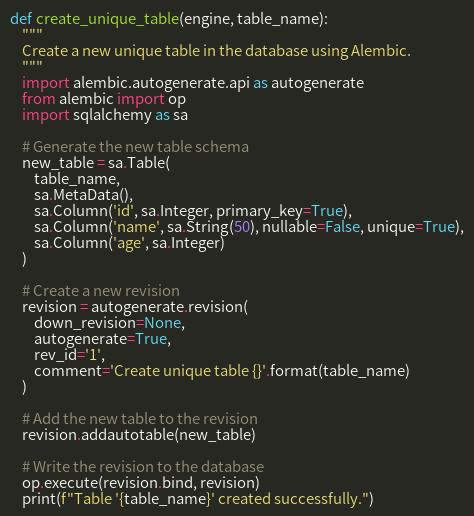 def create_unique_table(engine, table_name):
    """
    Create a new unique table in the database using Alembic.
    """
    import alembic.autogenerate.api as autogenerate
    from alembic import op
    import sqlalchemy as sa

    # Generate the new table schema
    new_table = sa.Table(
        table_name,
        sa.MetaData(),
        sa.Column('id', sa.Integer, primary_key=True),
        sa.Column('name', sa.String(50), nullable=False, unique=True),
        sa.Column('age', sa.Integer)
    )

    # Create a new revision
    revision = autogenerate.revision(
        down_revision=None,
        autogenerate=True,
        rev_id='1',
        comment='Create unique table {}'.format(table_name)
    )

    # Add the new table to the revision
    revision.addautotable(new_table)

    # Write the revision to the database
    op.execute(revision.bind, revision)
    print(f"Table '{table_name}' created successfully.")